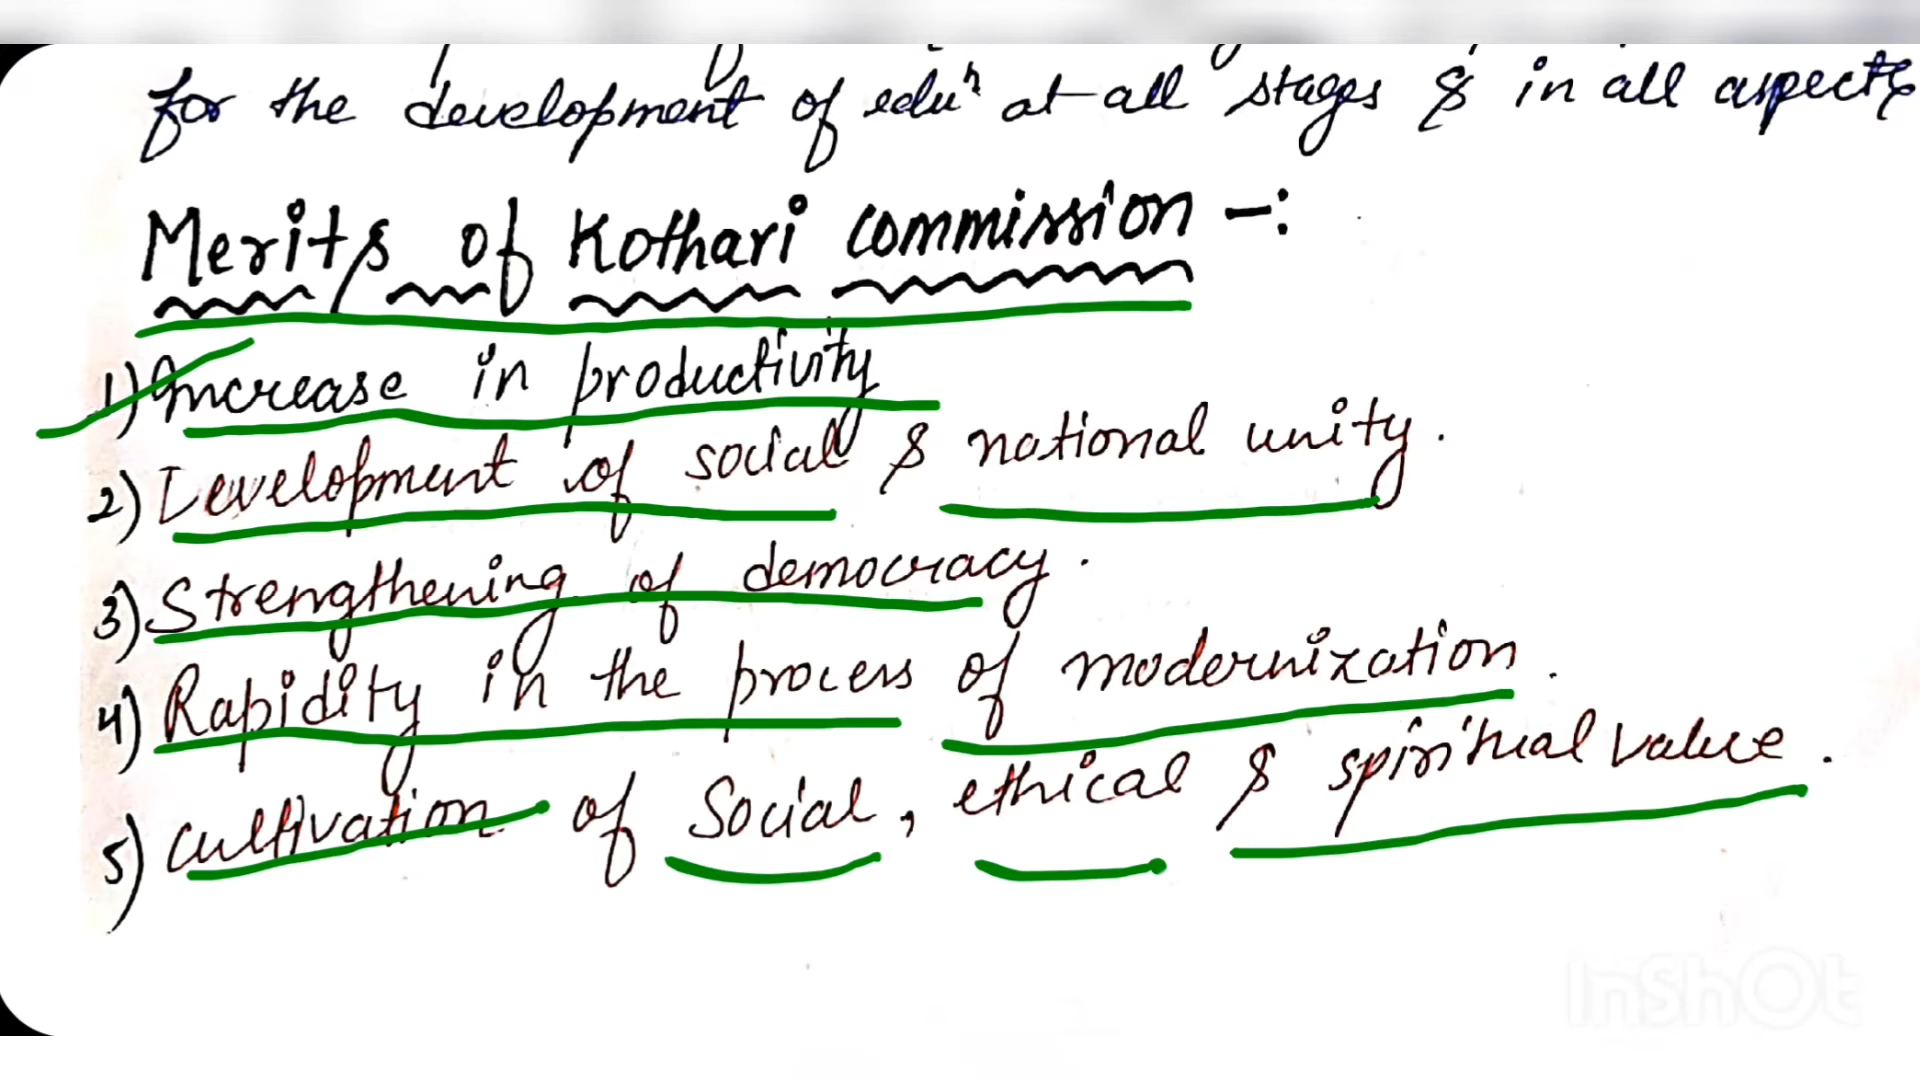 for the development of eduⁿ at all stages & in all aspects
Merits of Kothari commission -:
1) Increase in productivity
2) Development of social & national unity.
3) Strengthening of democracy.
4) Rapidity in the process of modernization.
5) Cultivation of Social, ethical & spiritual value.
InShOt